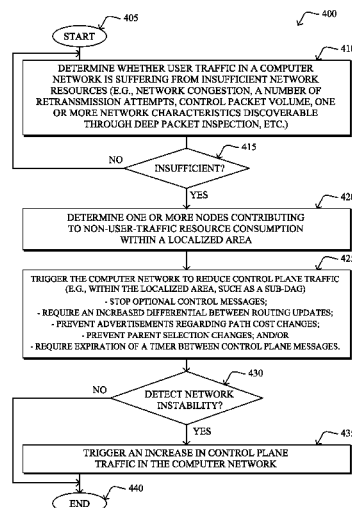 400
START
405
410
DETERMINE WHETHER USER TRAFFIC IN A COMPUTER
NETWORK IS SUFFERING FROM INSUFFICIENT NETWORK
RESOURCES (E.G., NETWORK CONGESTION, A NUMBER OF
RETRANSMISSION ATTEMPTS, CONTROL PACKET VOLUME, ONE
OR MORE NETWORK CHARACTERISTICS DISCOVERABLE
THROUGH DEEP PACKET INSPECTION, ETC.)
NO
415
INSUFFICIENT?
YES
420
DETERMINE ONE OR MORE NODES CONTRIBUTING
TO NON-USER-TRAFFIC RESOURCE CONSUMPTION
WITHIN A LOCALIZED AREA
425
TRIGGER THE COMPUTER NETWORK TO REDUCE CONTROL PLANE TRAFFIC
(E.G., WITHIN THE LOCALIZED AREA, SUCH AS A SUB-DAG)
- STOP OPTIONAL CONTROL MESSAGES;
- REQUIRE AN INCREASED DIFFERENTIAL BETWEEN ROUTING UPDATES;
- PREVENT ADVERTISEMENTS REGARDING PATH COST CHANGES;
- PREVENT PARENT SELECTION CHANGES; AND/OR
- REQUIRE EXPIRATION OF A TIMER BETWEEN CONTROL PLANE MESSAGES.
NO
430
DETECT NETWORK
INSTABILITY?
YES
435
TRIGGER AN INCREASE IN CONTROL PLANE
TRAFFIC IN THE COMPUTER NETWORK
END
440